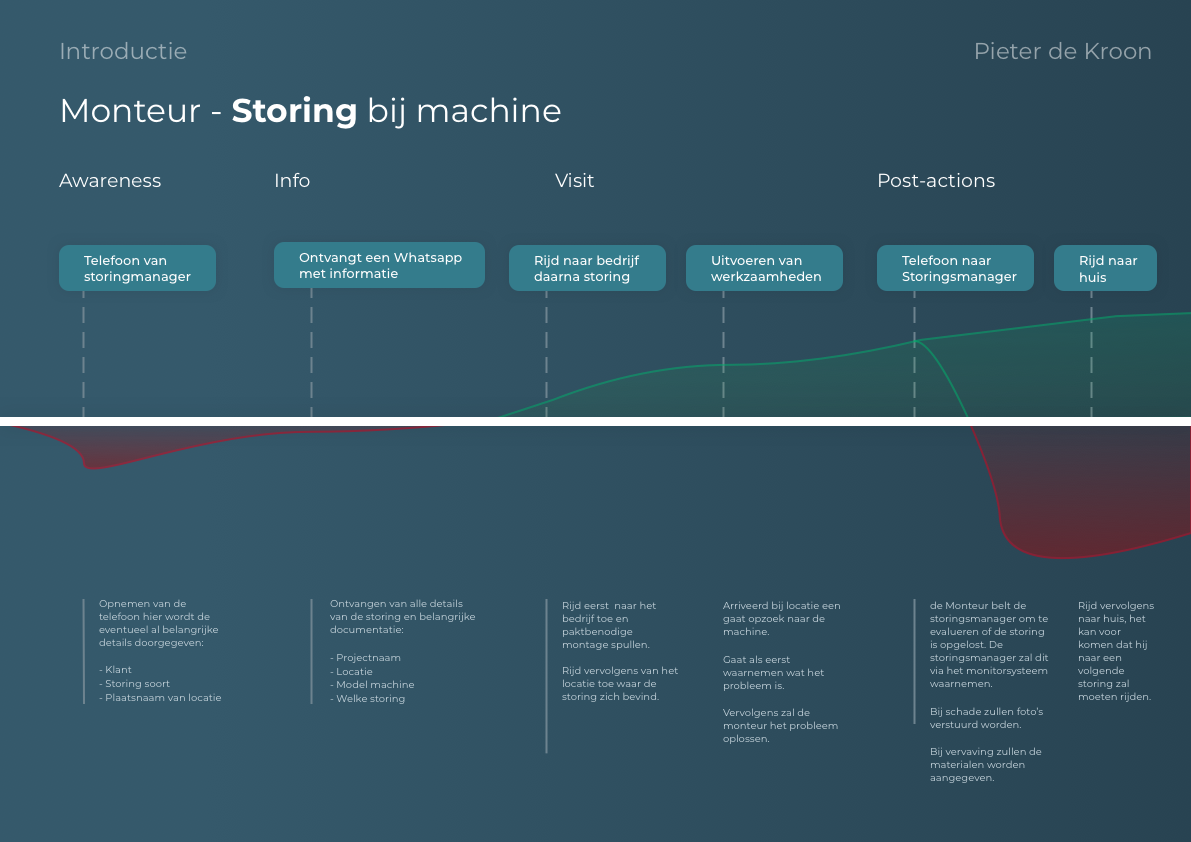 Introductie
Pieter de Kroon
Monteur - Storing bij machine
Awareness
Info
Visit
Post-actions
Telefoon van
storingmanager
Ontvangt een Whatsapp
met informatie
Rijd naar bedrijf
daarna storing
Uitvoeren van
werkzaamheden
Telefoon naar
Storingsmanager
Rijd naar
huis
Opnemen van de
telefoon hier wordt de
eventueel al belangrijke
details doorgegeven:
- Klant
- Storing soort
- Plaatsnaam van locatie
Ontvangen van alle details
van de storing en belangrijke
documentatie:
- Projectnaam
- Locatie
- Model machine
- Welke storing
Rijd eerst  naar het
bedrijf toe en
paktbenodige
montage spullen.
Rijd vervolgens van het
locatie toe waar de
storing zich bevind.
Arriveerd bij locatie een
gaat opzoek naar de
machine.
Gaat als eerst
waarnemen wat het
probleem is.
Vervolgens zal de
monteur het probleem
oplossen.
de Monteur belt de
storingsmanager om te
evalueren of de storing
is opgelost. De
storingsmanager zal dit
via het monitorsysteem
waarnemen.
Bij schade zullen foto's
verstuurd worden.
Bij vervaving zullen de
materialen worden
aangegeven.
Rijd vervolgens
naar huis, het
kan voor
komen dat hij
naar een
volgende
storing zal
moeten rijden.